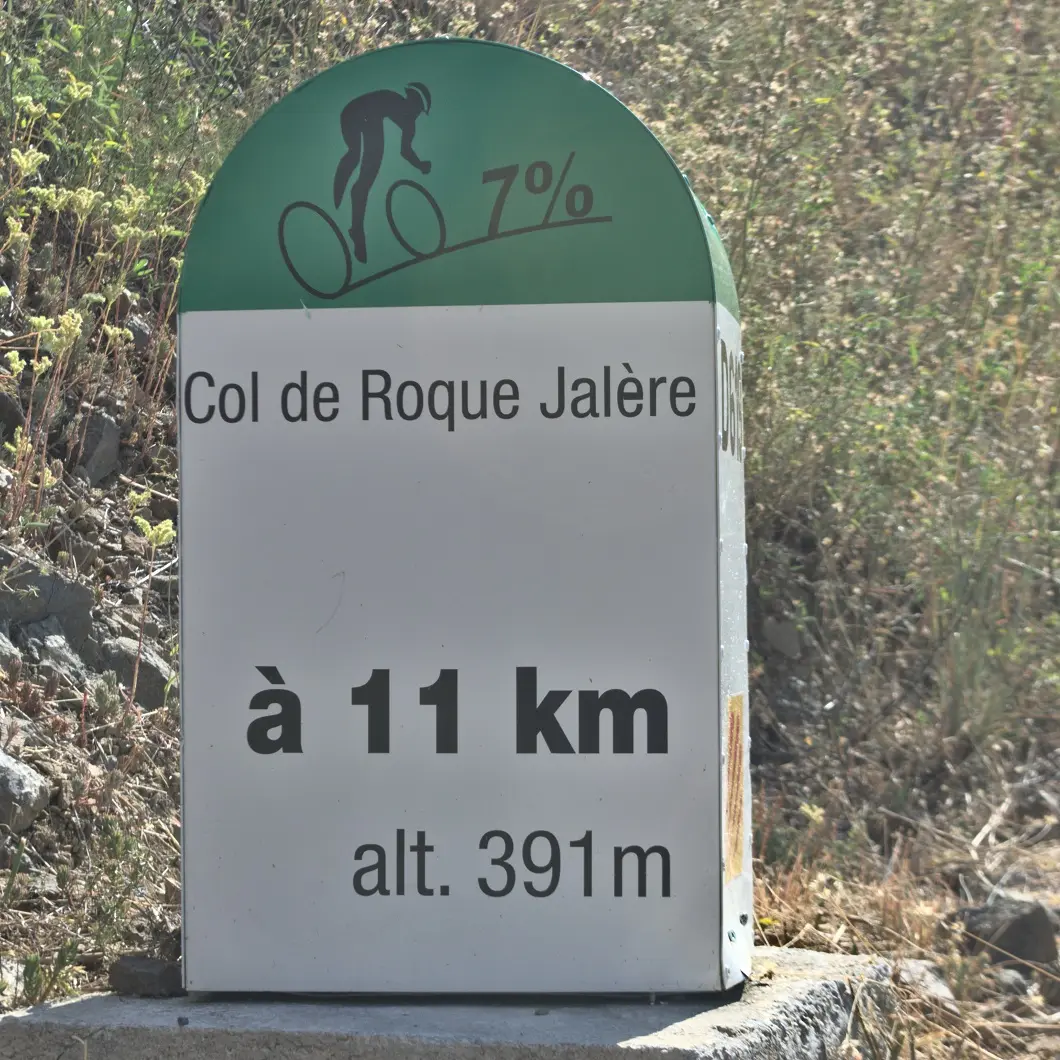 7%
Col de Roque Jalère
à 11 km
alt. 391m